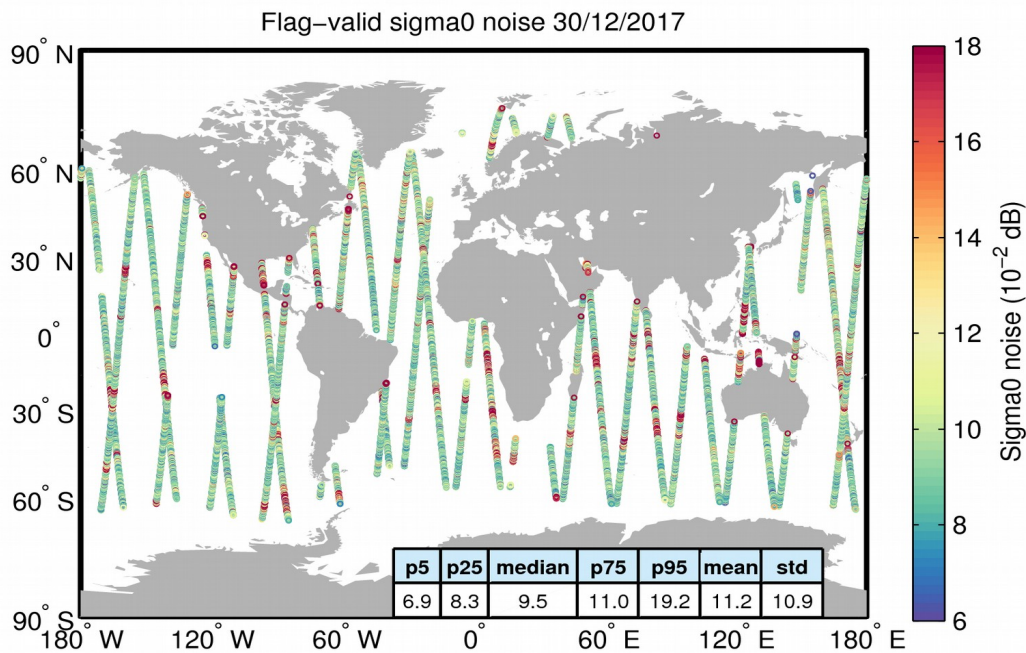 Flag-valid sigma0 noise 30/12/2017
90° N
60° N
30° N
0°
30° S
60° S
90° S
180° W 120° W 60° W 0° 60° E 120° E 180° E
p5 p25 median p75 p95 mean std
6.9 8.3 9.5 11.0 19.2 11.2 10.9
18
16
14
12
10
8
6
Sigma0 noise (10⁻² dB)